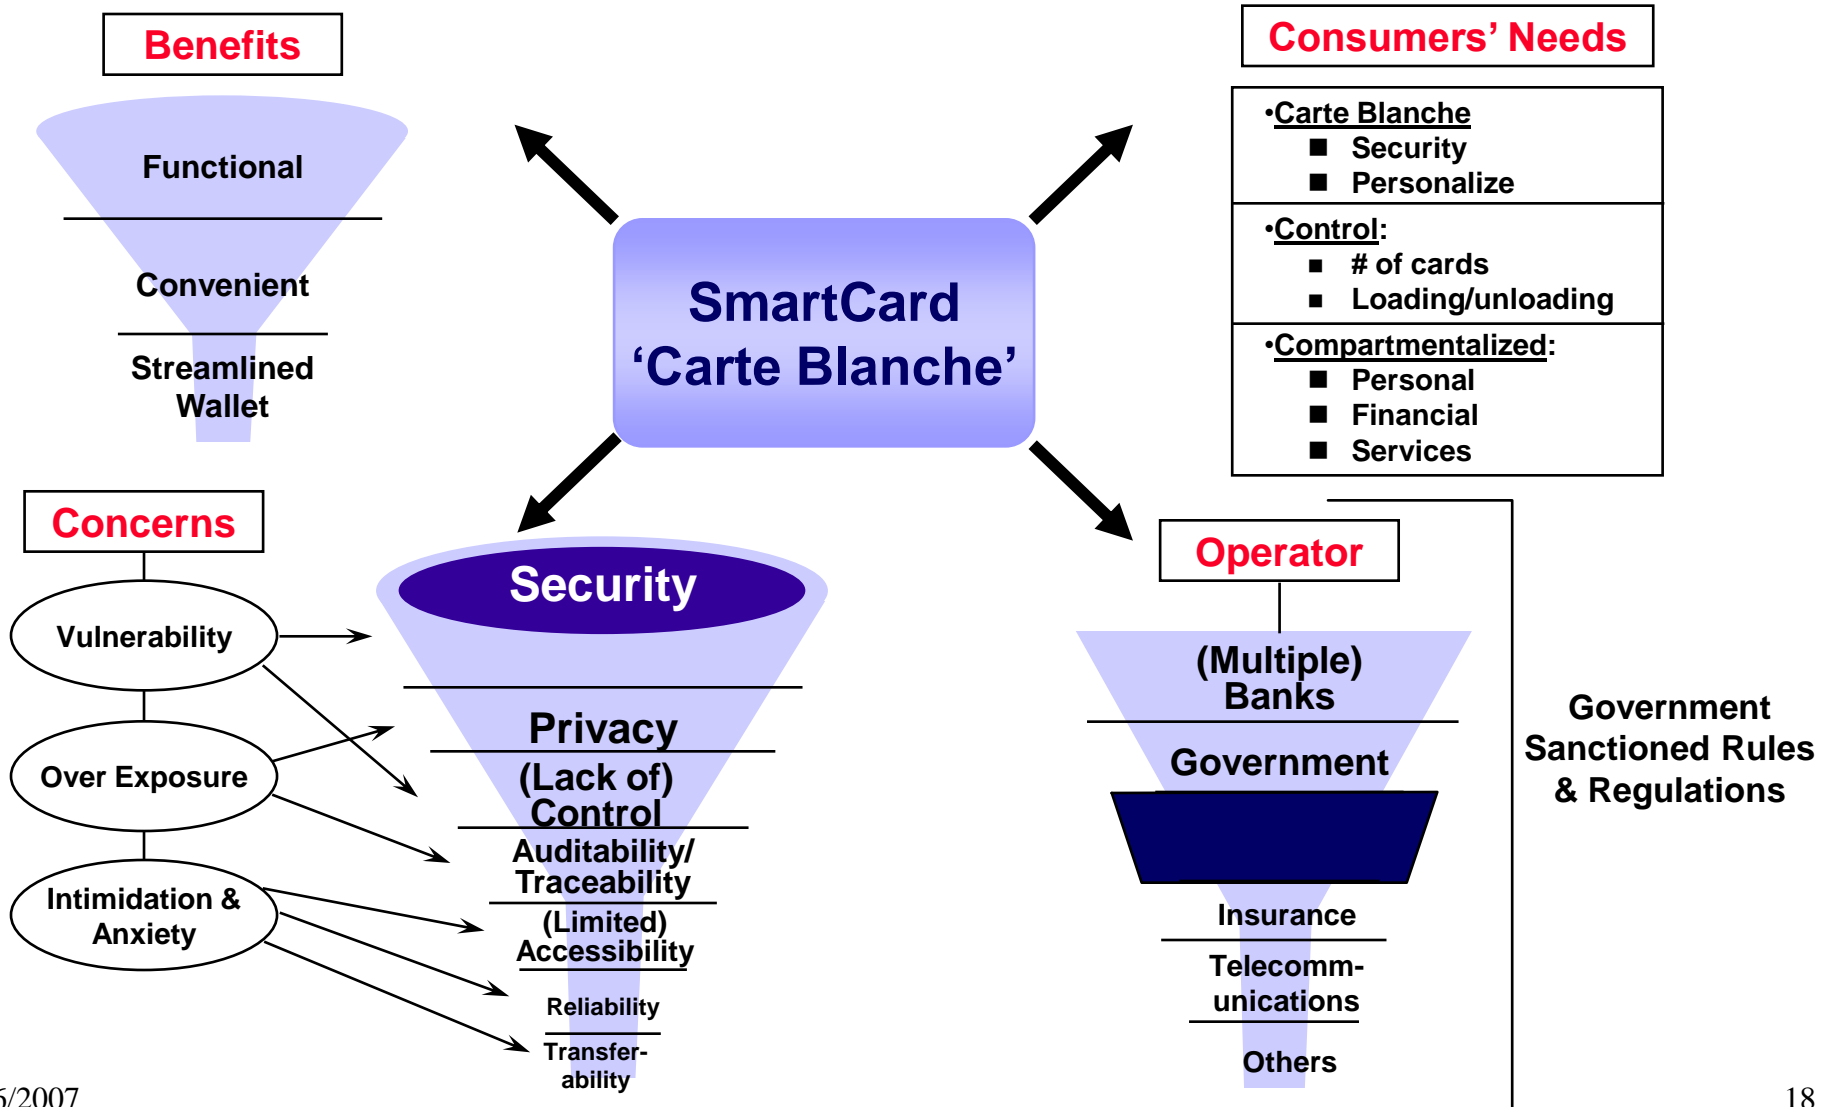 Benefits
Functional
Convenient
Streamlined
Wallet
Consumers’ Needs
•Carte Blanche
■ Security
■ Personalize
•Control:
■ # of cards
■ Loading/unloading
•Compartmentalized:
■ Personal
■ Financial
■ Services
SmartCard
‘Carte Blanche’
Concerns
Vulnerability
Over Exposure
Intimidation &
Anxiety
Security
Privacy
(Lack of)
Control
Auditability/
Traceability
(Limited)
Accessibility
Reliability
Transfer-
ability
Operator
(Multiple)
Banks
Government
Insurance
Telecomm-
unications
Others
Government
Sanctioned Rules
& Regulations
/2007
18